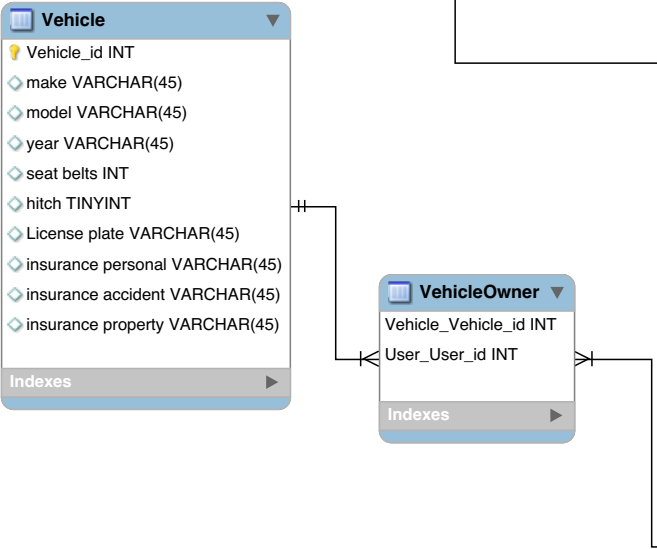 Vehicle
Vehicle_id INT
make VARCHAR(45)
model VARCHAR(45)
year VARCHAR(45)
seat belts INT
hitch TINYINT
License plate VARCHAR(45)
insurance personal VARCHAR(45)
insurance accident VARCHAR(45)
insurance property VARCHAR(45)
Indexes
VehicleOwner
Vehicle_Vehicle_id INT
User_User_id INT
Indexes